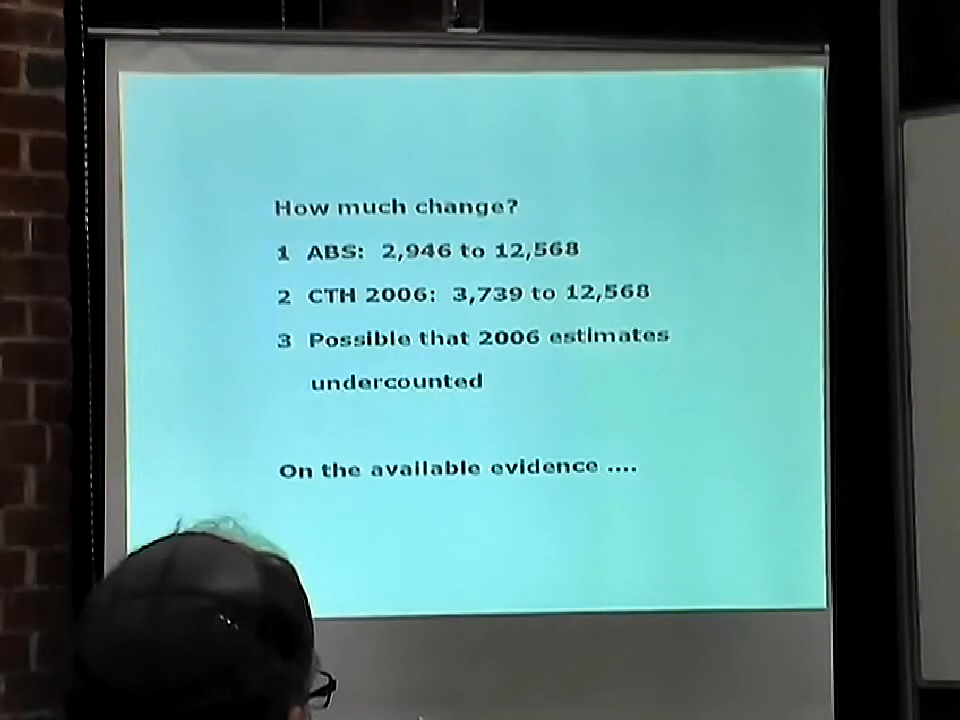 How much change?
1 ABS: 2,946 to 12,568
2 CTH 2006: 3,739 to 12,568
3 Possible that 2006 estimates
undercounted
On the available evidence ....